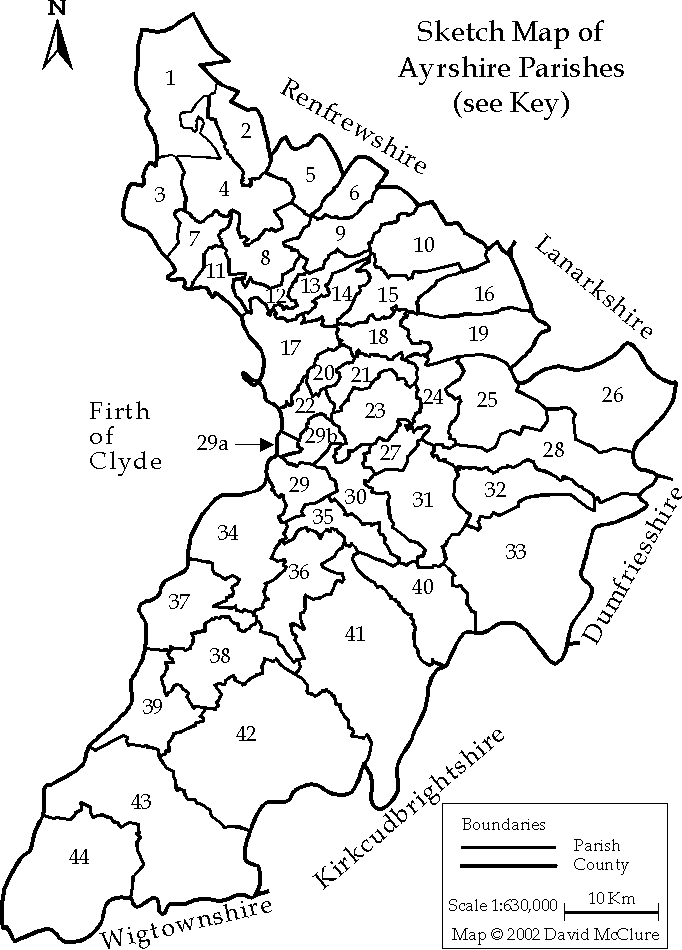 N
Sketch Map of
Ayrshire Parishes
(see Key)
Renfrewshire
Lanarkshire
1
2
3
4
5
6
7
8
9
10
11
12
13
14
15
16
17
18
19
20
21
22
23
24
25
26
27
28
Firth
of
Clyde
29a
29b
29
30
31
32
33
34
35
36
37
38
39
40
41
42
43
44
Dumfriesshire
Kirkcudbrightshire
Wigtownshire
Boundaries
Parish
County
Scale 1:630,000 10 Km
Map © 2002 David McClure